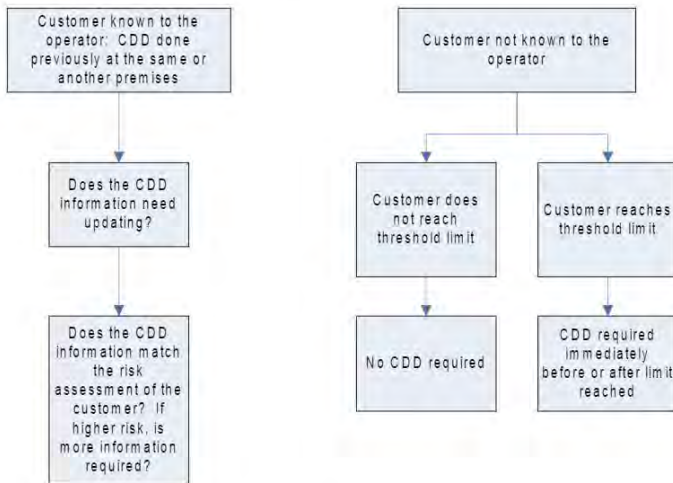 Customer known to the
operator: CDD done
previously at the same or
another premises
Does the CDD
information need
updating?
Does the CDD
information match
the risk
assessment of the
customer? If
higher risk, is
more information
required?
Customer not known to the
operator
Customer does
not reach
threshold limit
Customer reaches
threshold limit
No CDD required
CDD required
immediately
before or after limit
reached